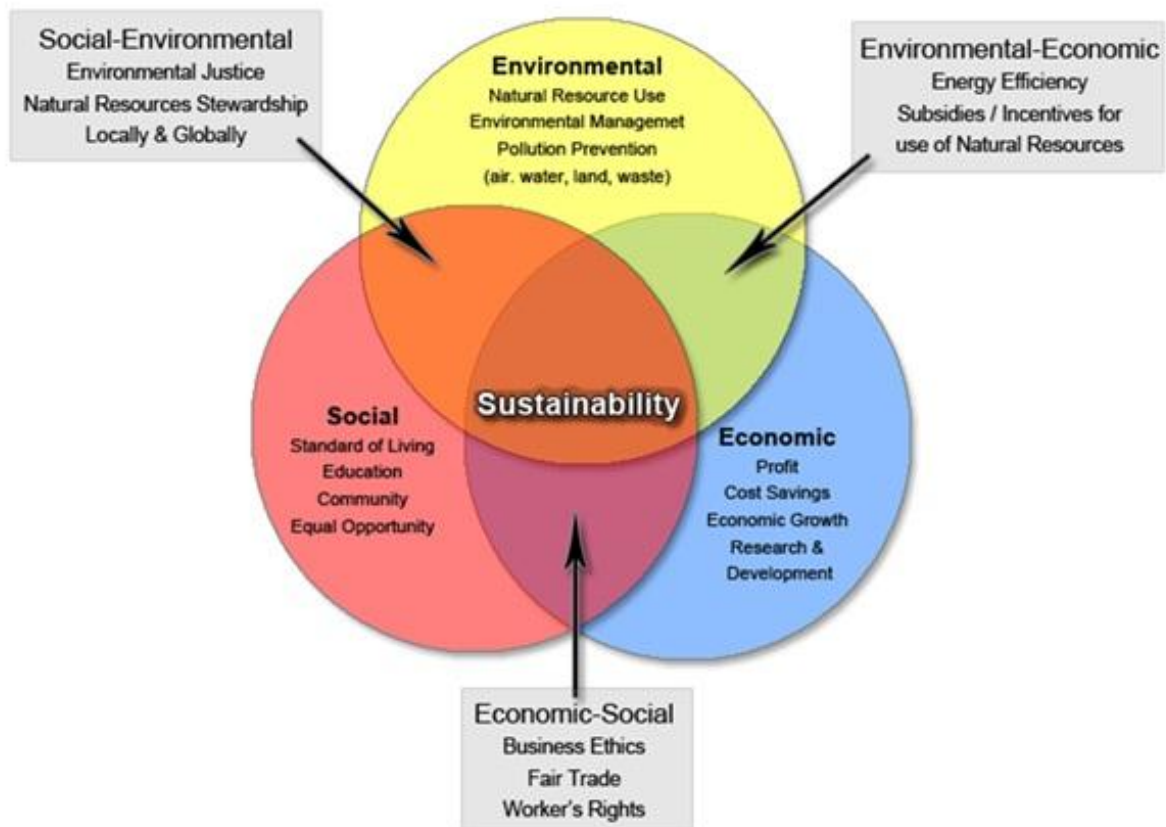 Social-Environmental
Environmental Justice
Natural Resources Stewardship
Locally & Globally
Environmental
Natural Resource Use
Environmental Managemet
Pollution Prevention
(air. water, land, waste)
Environmental-Economic
Energy Efficiency
Subsidies / Incentives for
use of Natural Resources
Sustainability
Social
Standard of Living
Education
Community
Equal Opportunity
Economic
Profit
Cost Savings
Economic Growth
Research &
Development
Economic-Social
Business Ethics
Fair Trade
Worker's Rights